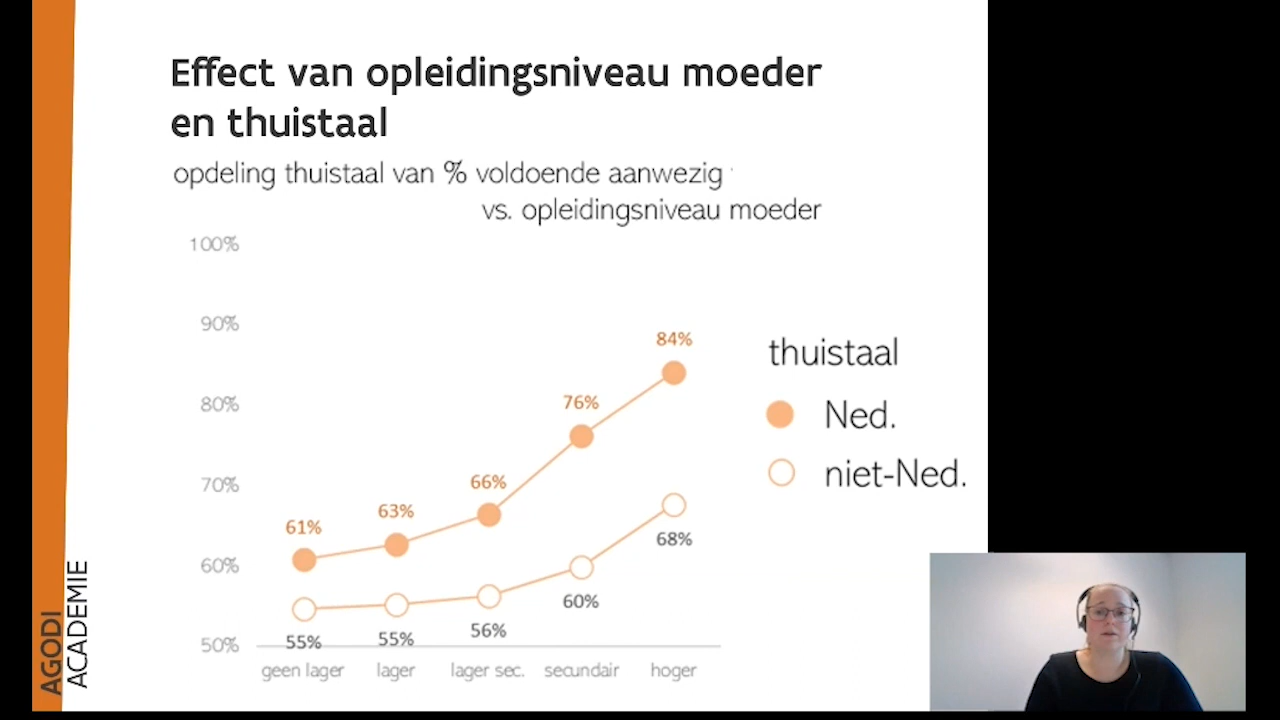 Effect van opleidingsniveau moeder
en thuistaal
opdeling thuistaal van % voldoende aanwezig
vs. opleidingsniveau moeder
100%
90%
80%
70%
60%
50%
61%
63%
66%
76%
84%
55%
55%
56%
60%
68%
geen lager
lager
lager sec.
secundair
hoger
thuistaal
Ned.
niet-Ned.
AGODI
ACADEMIE